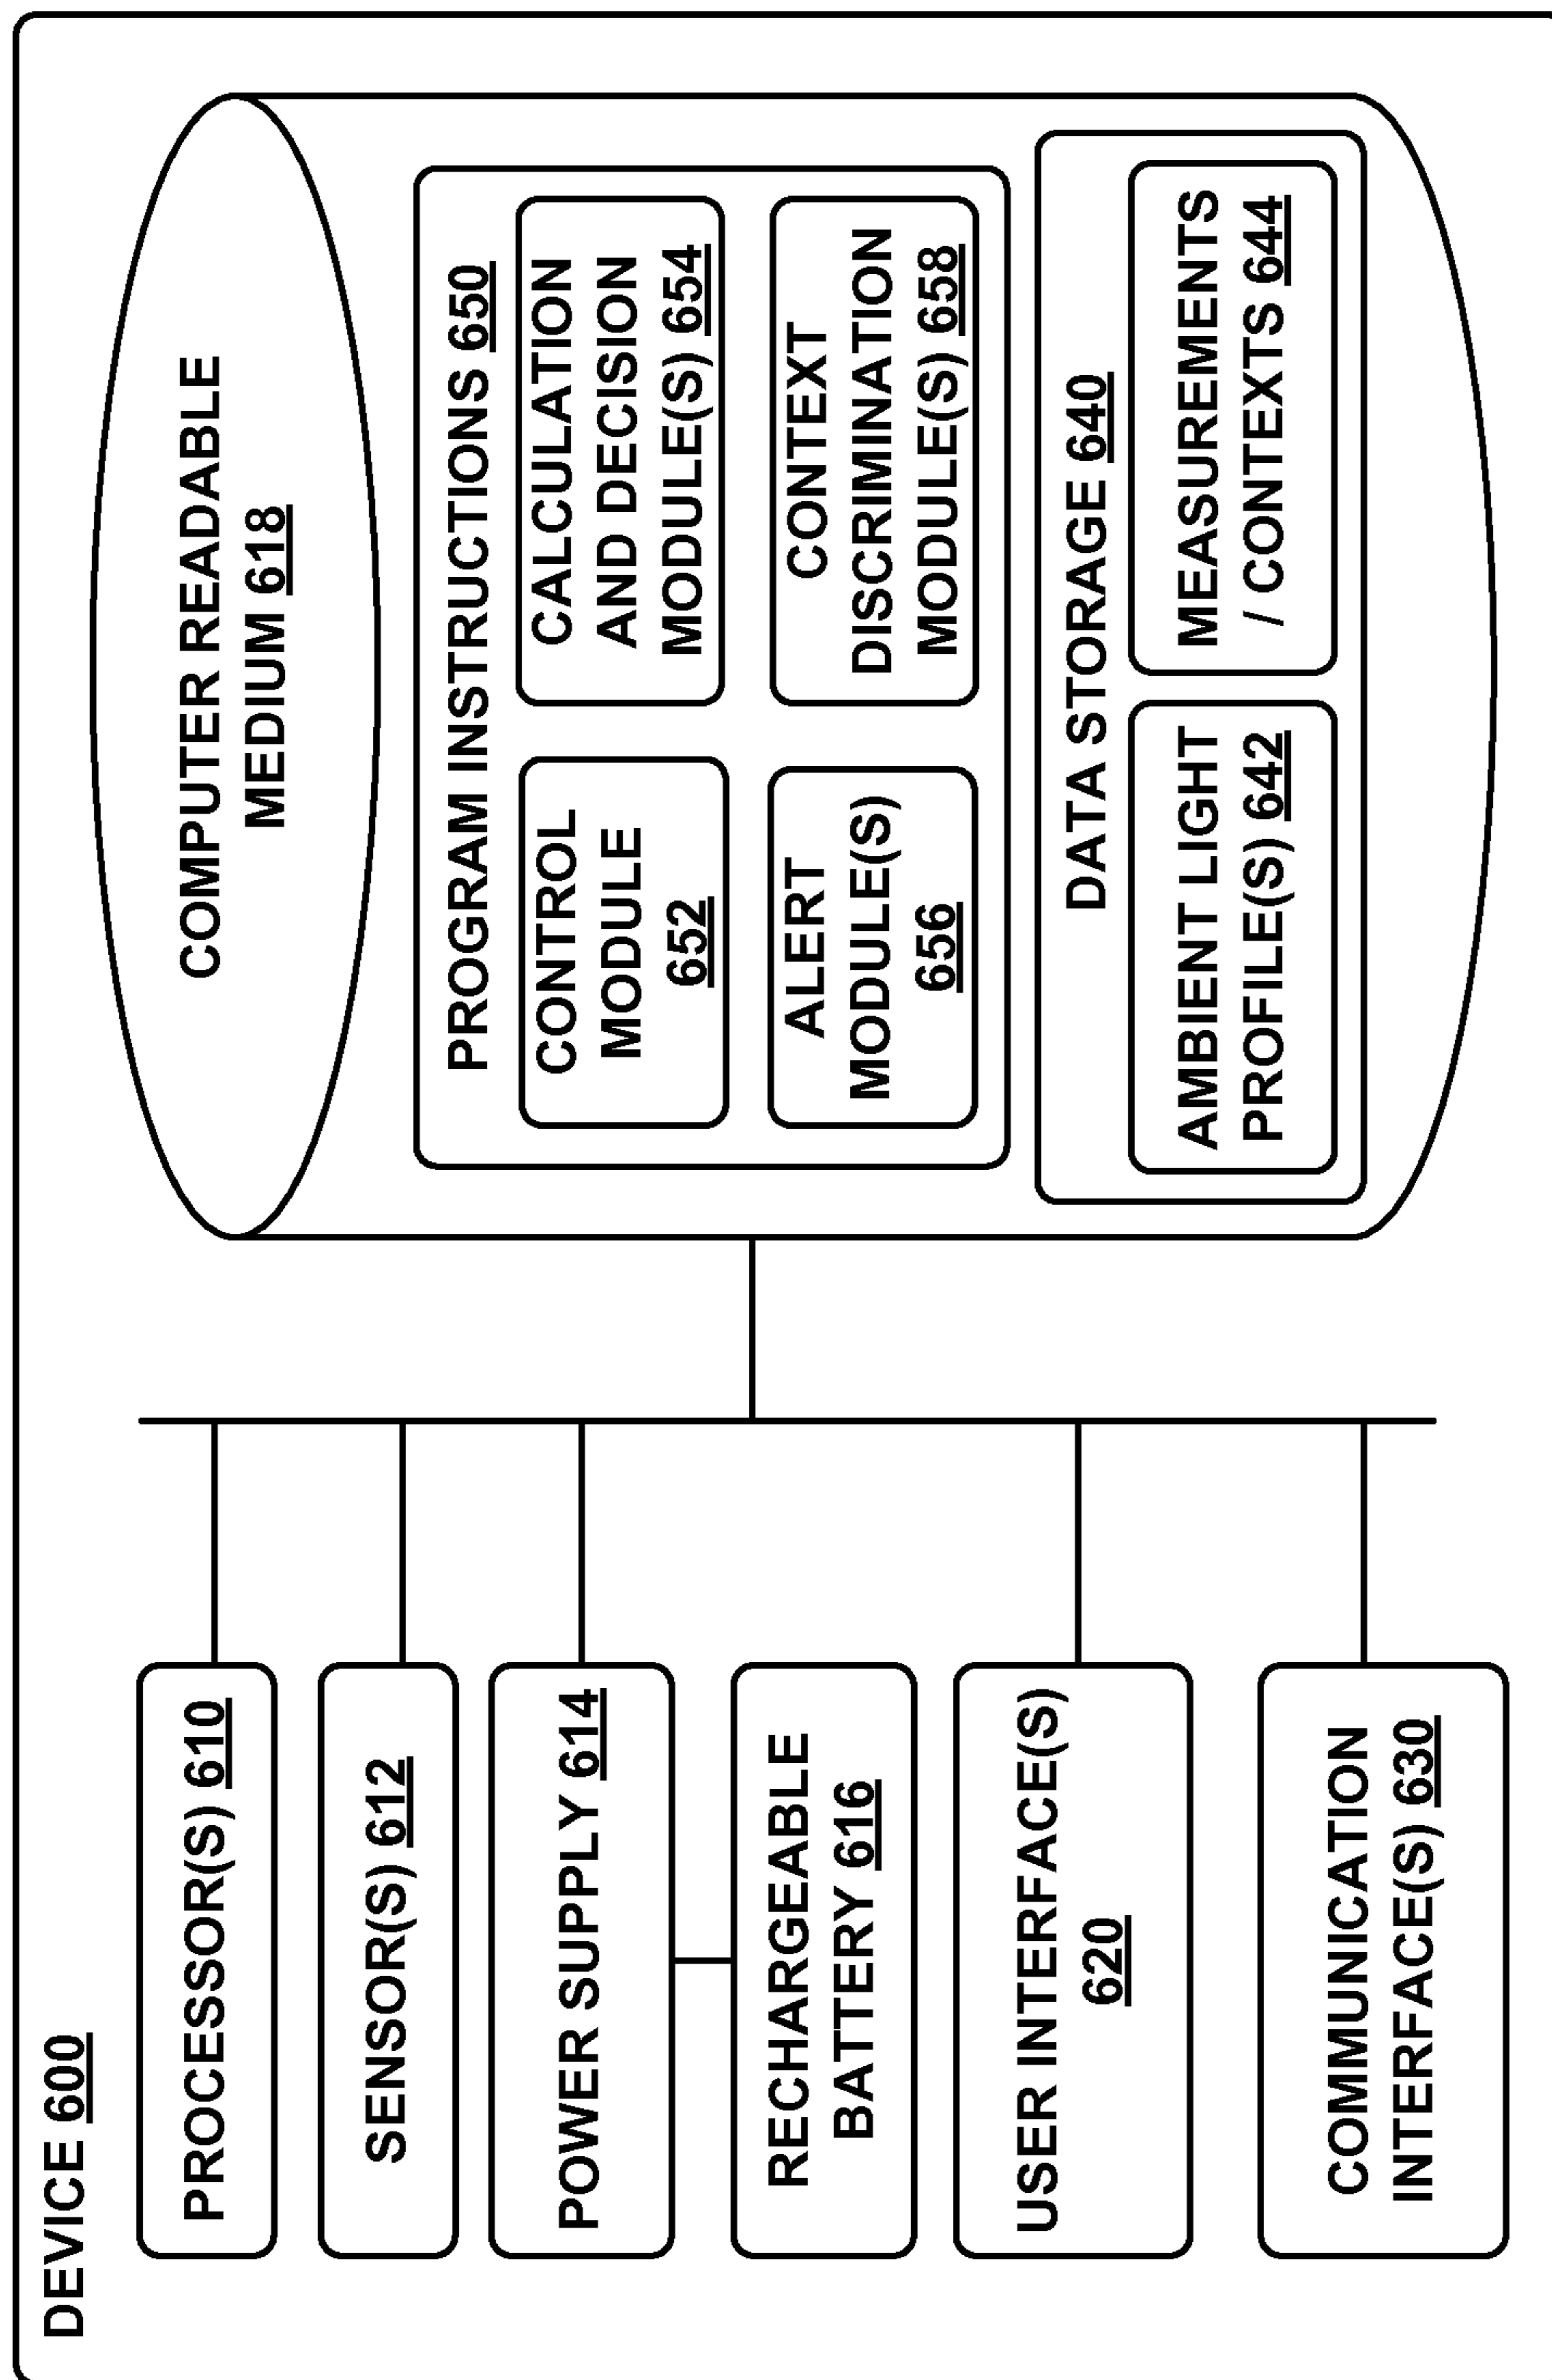 DEVICE 600
PROCESSOR(S) 610
SENSOR(S) 612
POWER SUPPLY 614
RECHARGEABLE
BATTERY 616
USER INTERFACE(S)
620
COMMUNICATION
INTERFACE(S) 630
COMPUTER READABLE
MEDIUM 618
PROGRAM INSTRUCTIONS 650
CONTROL
MODULE
652
CALCULATION
AND DECISION
MODULE(S) 654
ALERT
MODULE(S)
656
CONTEXT
DISCRIMINATION
MODULE(S) 658
DATA STORAGE 640
AMBIENT LIGHT
PROFILE(S) 642
MEASUREMENTS
/ CONTEXTS 644